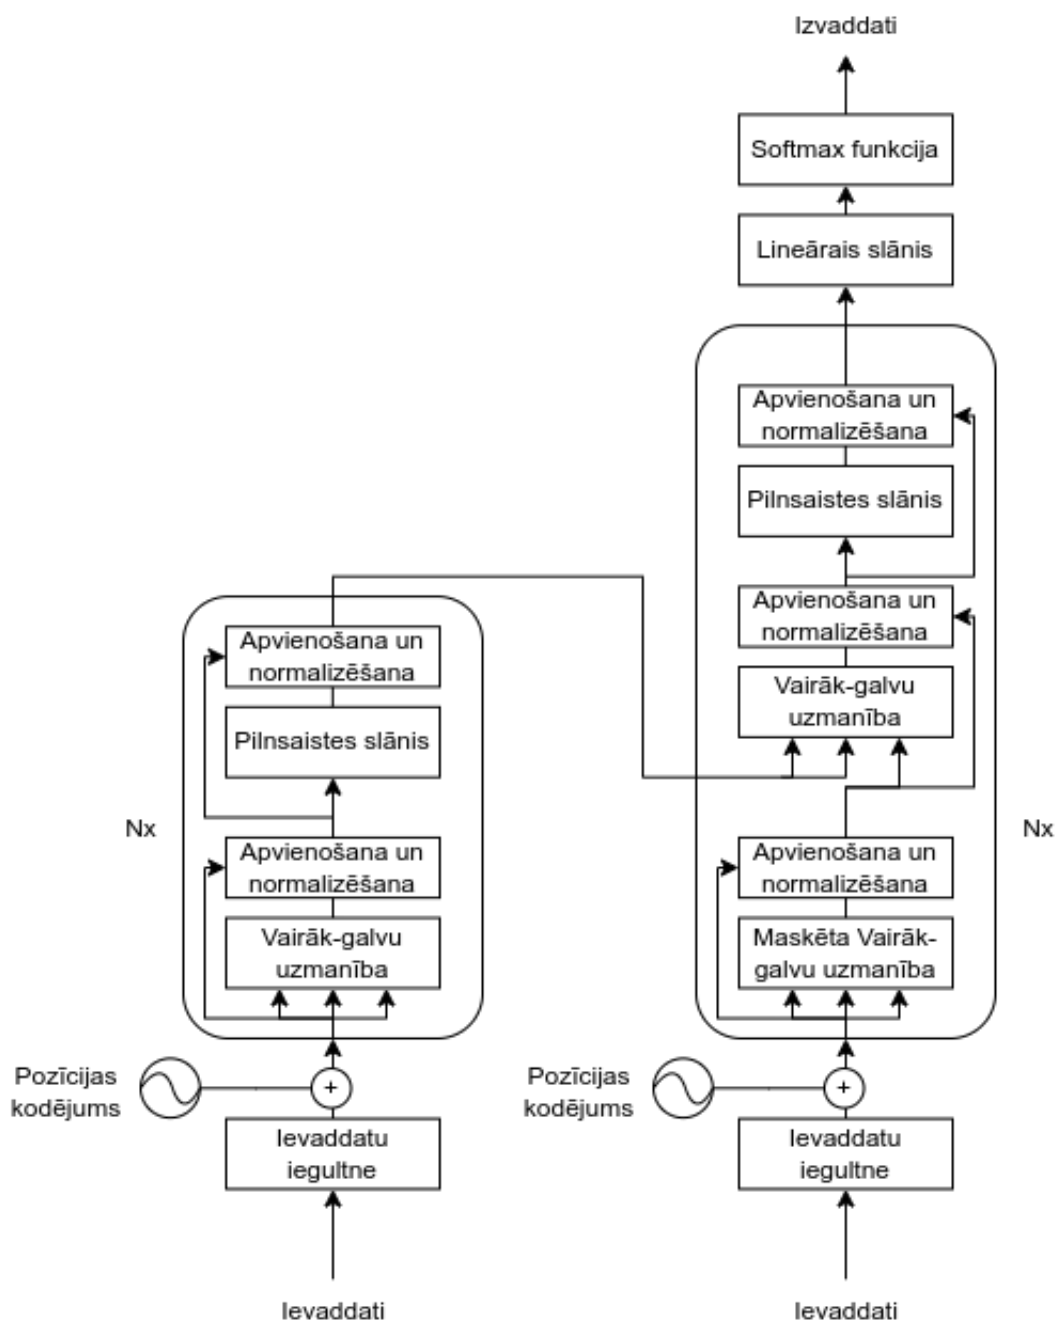 Izvaddati
Softmax funkcija
Lineārais slānis
Apvienošana un
normalizēšana
Pilnsaistes slānis
Apvienošana un
normalizēšana
Vairāk-galvu
uzmanība
Apvienošana un
normalizēšana
Maskēta Vairāk-
galvu uzmanība
Nx
Pozīcijas
kodējums
+
Ievaddatu
iegultne
Ievaddati
Apvienošana un
normalizēšana
Pilnsaistes slānis
Nx
Apvienošana un
normalizēšana
Vairāk-galvu
uzmanība
Pozīcijas
kodējums
+
Ievaddatu
iegultne
Ievaddati